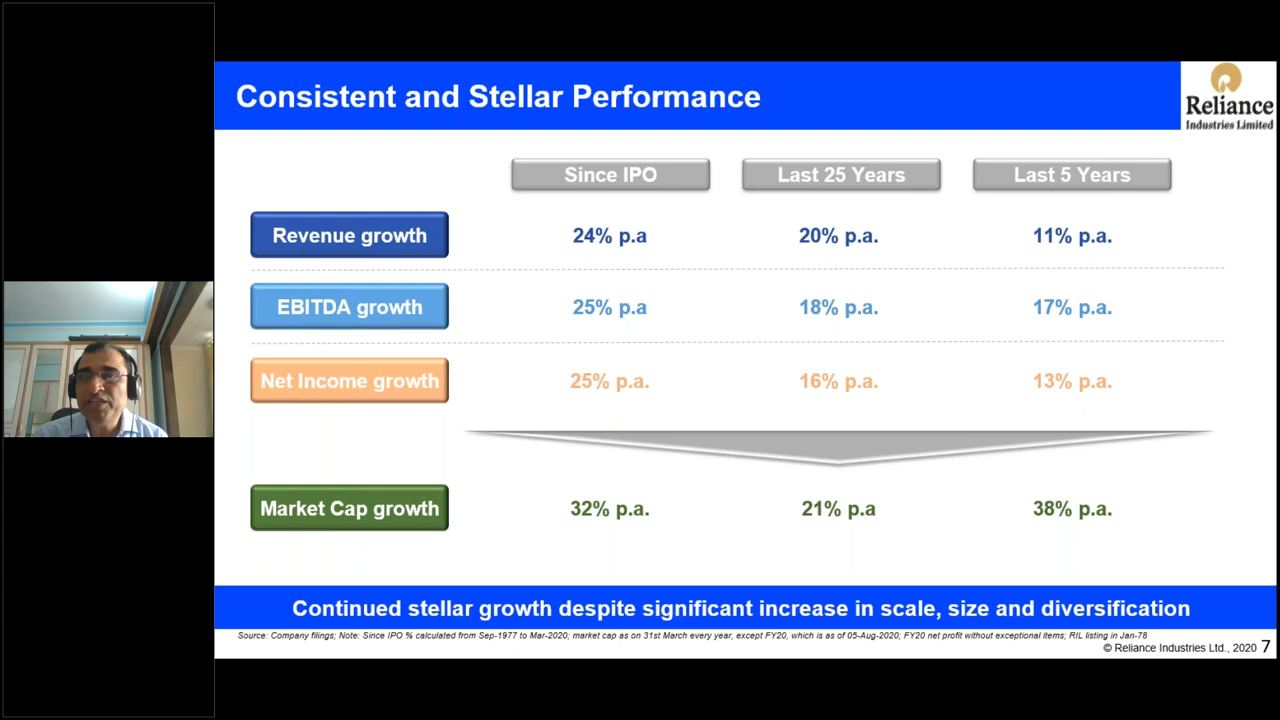 Consistent and Stellar Performance
Reliance
Industries Limited
Since IPO
Last 25 Years
Last 5 Years
Revenue growth
24% p.a
20% p.a.
11% p.a.
EBITDA growth
25% p.a
18% p.a.
17% p.a.
Net Income growth
25% p.a.
16% p.a.
13% p.a.
Market Cap growth
32% p.a.
21% p.a
38% p.a.
Continued stellar growth despite significant increase in scale, size and diversification
Source: Company filings; Note: Since IPO % calculated from Sep-1977 to Mar-2020; market cap as on 31st March every year, except FY20, which is as of 05-Aug-2020; FY20 net profit without exceptional items; RIL listing in Jan-78
© Reliance Industries Ltd., 2020 7